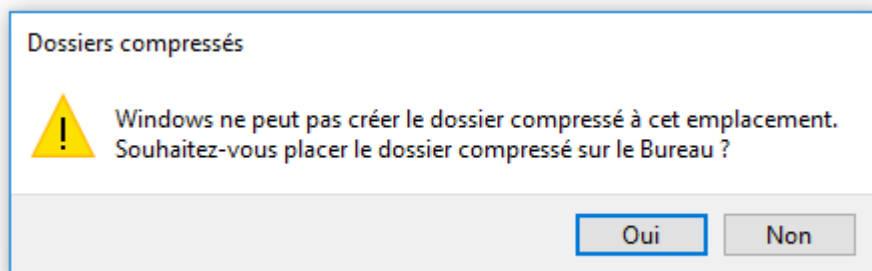 Dossiers compressés
Windows ne peut pas créer le dossier compressé à cet emplacement.
Souhaitez-vous placer le dossier compressé sur le Bureau ?
Oui
Non